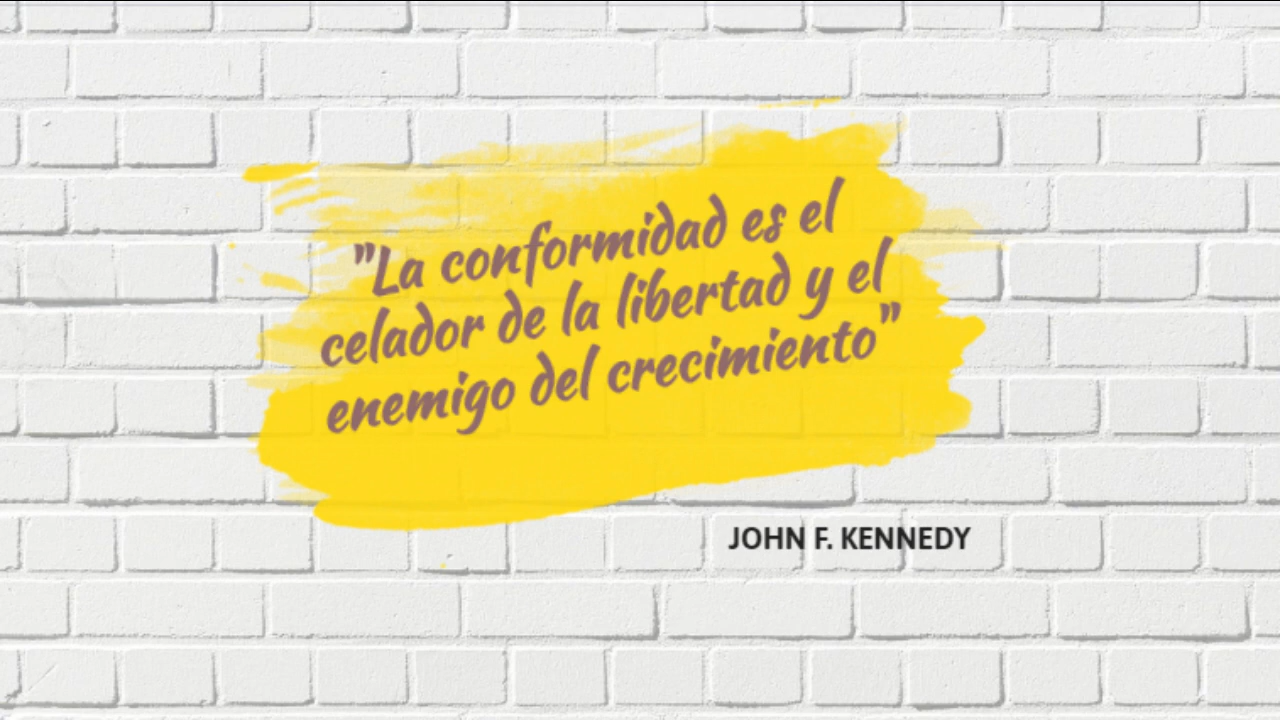 "La conformidad es el
celador de la libertad y el
enemigo del crecimiento"
JOHN F. KENNEDY